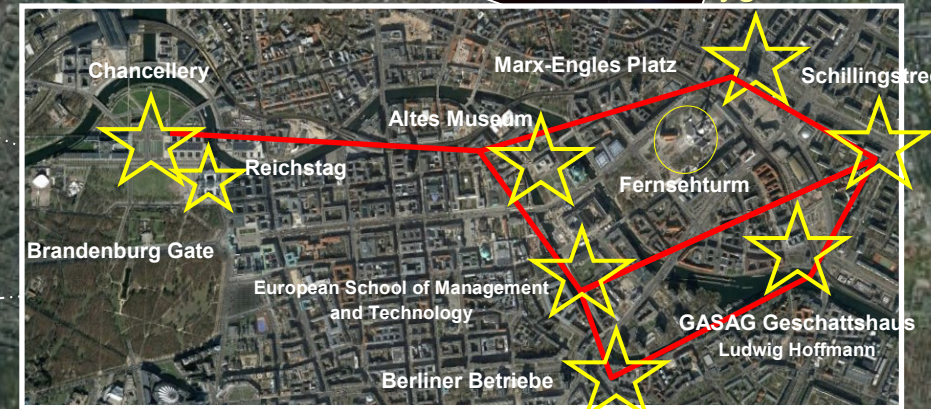 Chancellery
Marx-Engles Platz
Altes Museum
Reichstag
Fernsehturm
Brandenburg Gate
European School of Management
and Technology
GASAG Geschattshaus
Ludwig Hoffmann
Berliner Betriebe